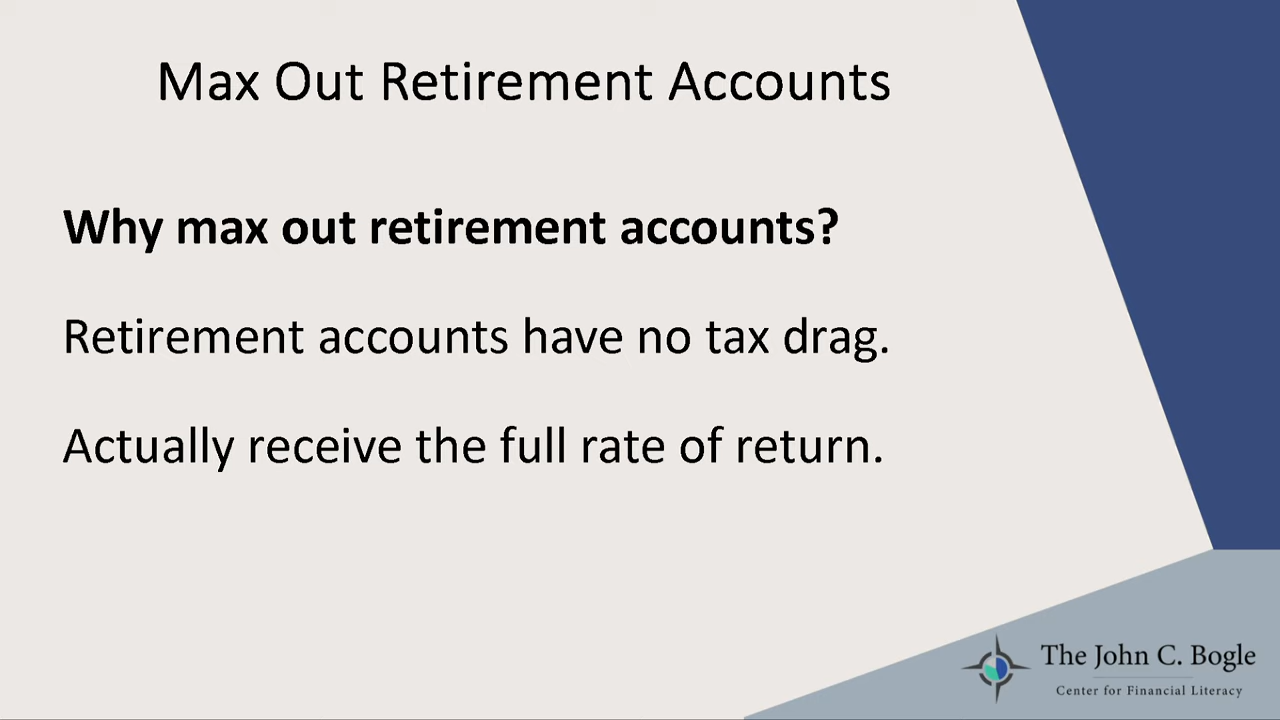 Max Out Retirement Accounts
Why max out retirement accounts?
Retirement accounts have no tax drag.
Actually receive the full rate of return.
The John C. Bogle
Center for Financial Literacy